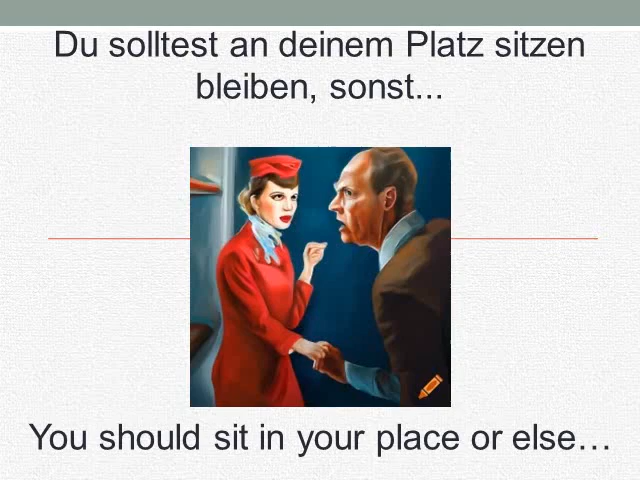 Du solltest an deinem Platz sitzen
bleiben, sonst...
You should sit in your place or else…